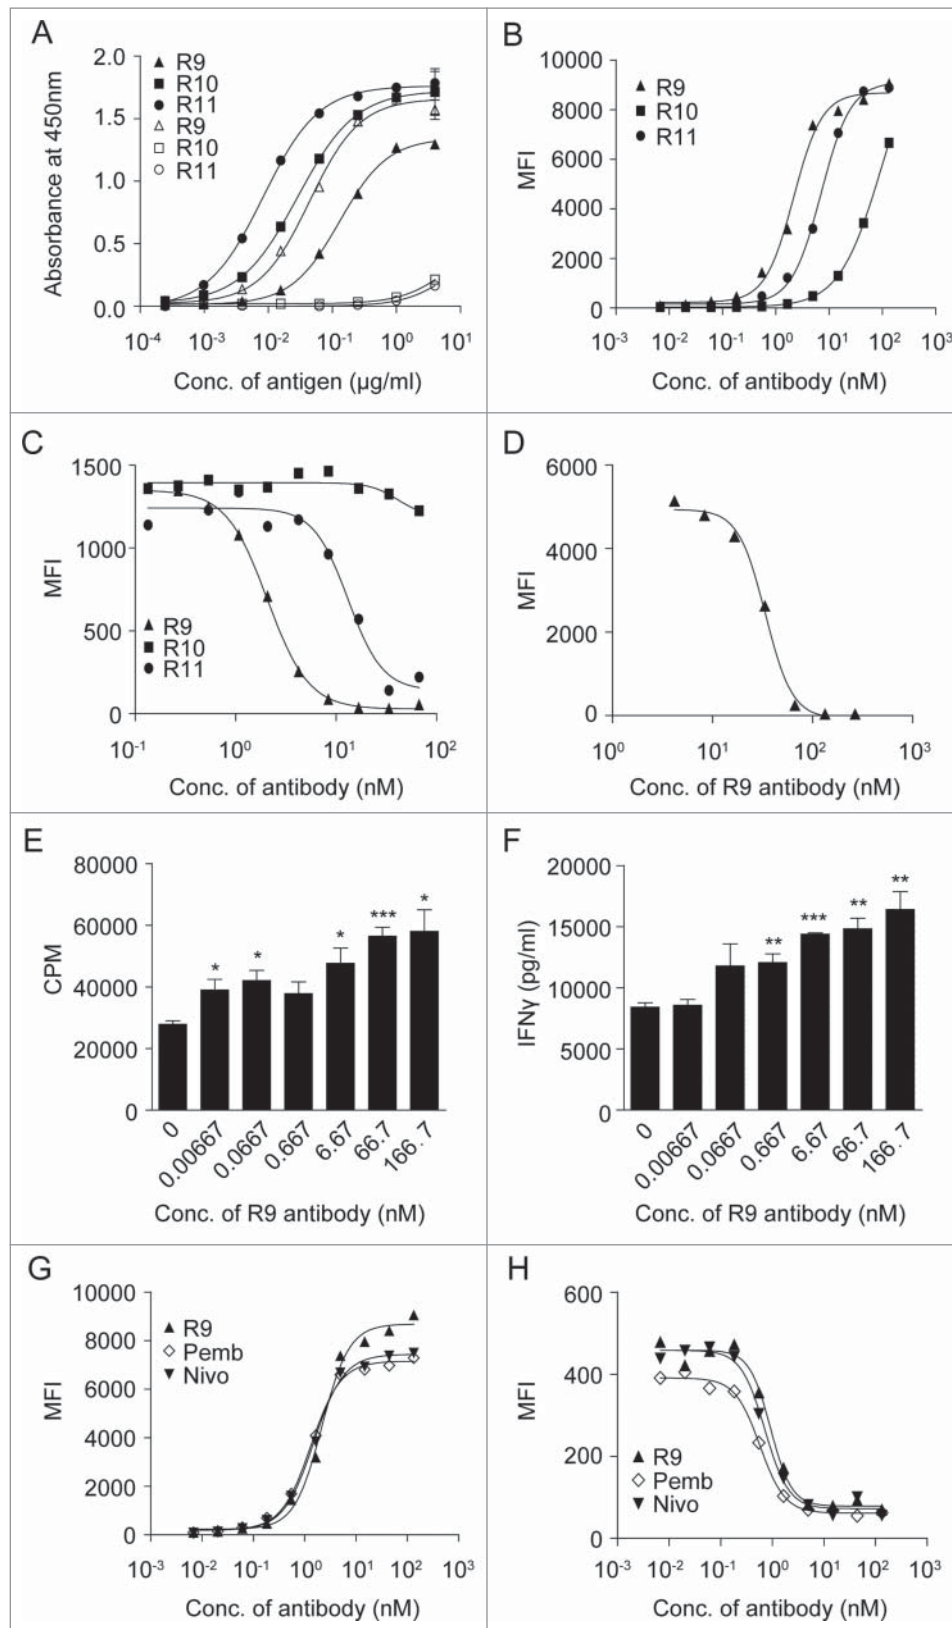 A
R9
R10
R11
R9
R10
R11
Absorbance at 450nm
2.0
1.5
1.0
0.5
0.0
10-4 10-3 10-2 10-1 100 101
Conc. of antigen (µg/ml)
B
R9
R10
R11
MFI
10000
8000
6000
4000
2000
0
10-3 10-2 10-1 100 101 102 103
Conc. of antibody (nM)
C
MFI
1500
1000
500
0
R9
R10
R11
10-1 100 101 102
Conc. of antibody (nM)
D
MFI
6000
4000
2000
0
100 101 102 103
Conc. of R9 antibody (nM)
E
CPM
80000
60000
40000
20000
0
* * * *** *
0 0.00667 0.0667 0.667 6.67 66.7 166.7
Conc. of R9 antibody (nM)
F
IFNγ (pg/ml)
20000
15000
10000
5000
0
** *** ** **
0 0.00667 0.0667 0.667 6.67 66.7 166.7
Conc. of R9 antibody (nM)
G
R9
Pemb
Nivo
MFI
10000
8000
6000
4000
2000
0
10-3 10-2 10-1 100 101 102 103
Conc. of antibody (nM)
H
MFI
600
400
200
0
R9
Pemb
Nivo
10-3 10-2 10-1 100 101 102 103
Conc. of antibody (nM)